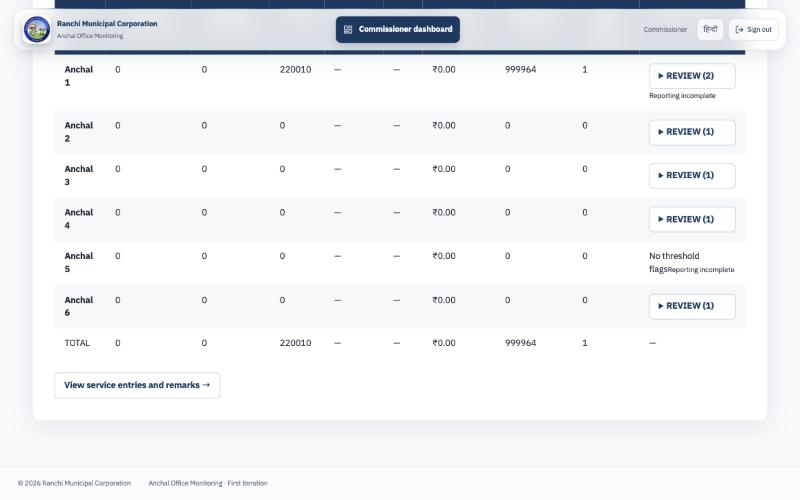 Ranchi Municipal Corporation
Anchal Office Monitoring
Commissioner dashboard
Commissioner
हिन्दी
Sign out
Anchal 0 0 220010 — — ₹0.00 999964 1 ▶ REVIEW (2)
1
Reporting incomplete
Anchal 0 0 0 — — ₹0.00 0 0 ▶ REVIEW (1)
2
Anchal 0 0 0 — — ₹0.00 0 0 ▶ REVIEW (1)
3
Anchal 0 0 0 — — ₹0.00 0 0 ▶ REVIEW (1)
4
Anchal 0 0 0 — — ₹0.00 0 0 No threshold
5 flagsReporting incomplete
Anchal 0 0 0 — — ₹0.00 0 0 ▶ REVIEW (1)
6
TOTAL 0 0 220010 — — ₹0.00 999964 1 —
View service entries and remarks →
© 2026 Ranchi Municipal Corporation Anchal Office Monitoring · First iteration